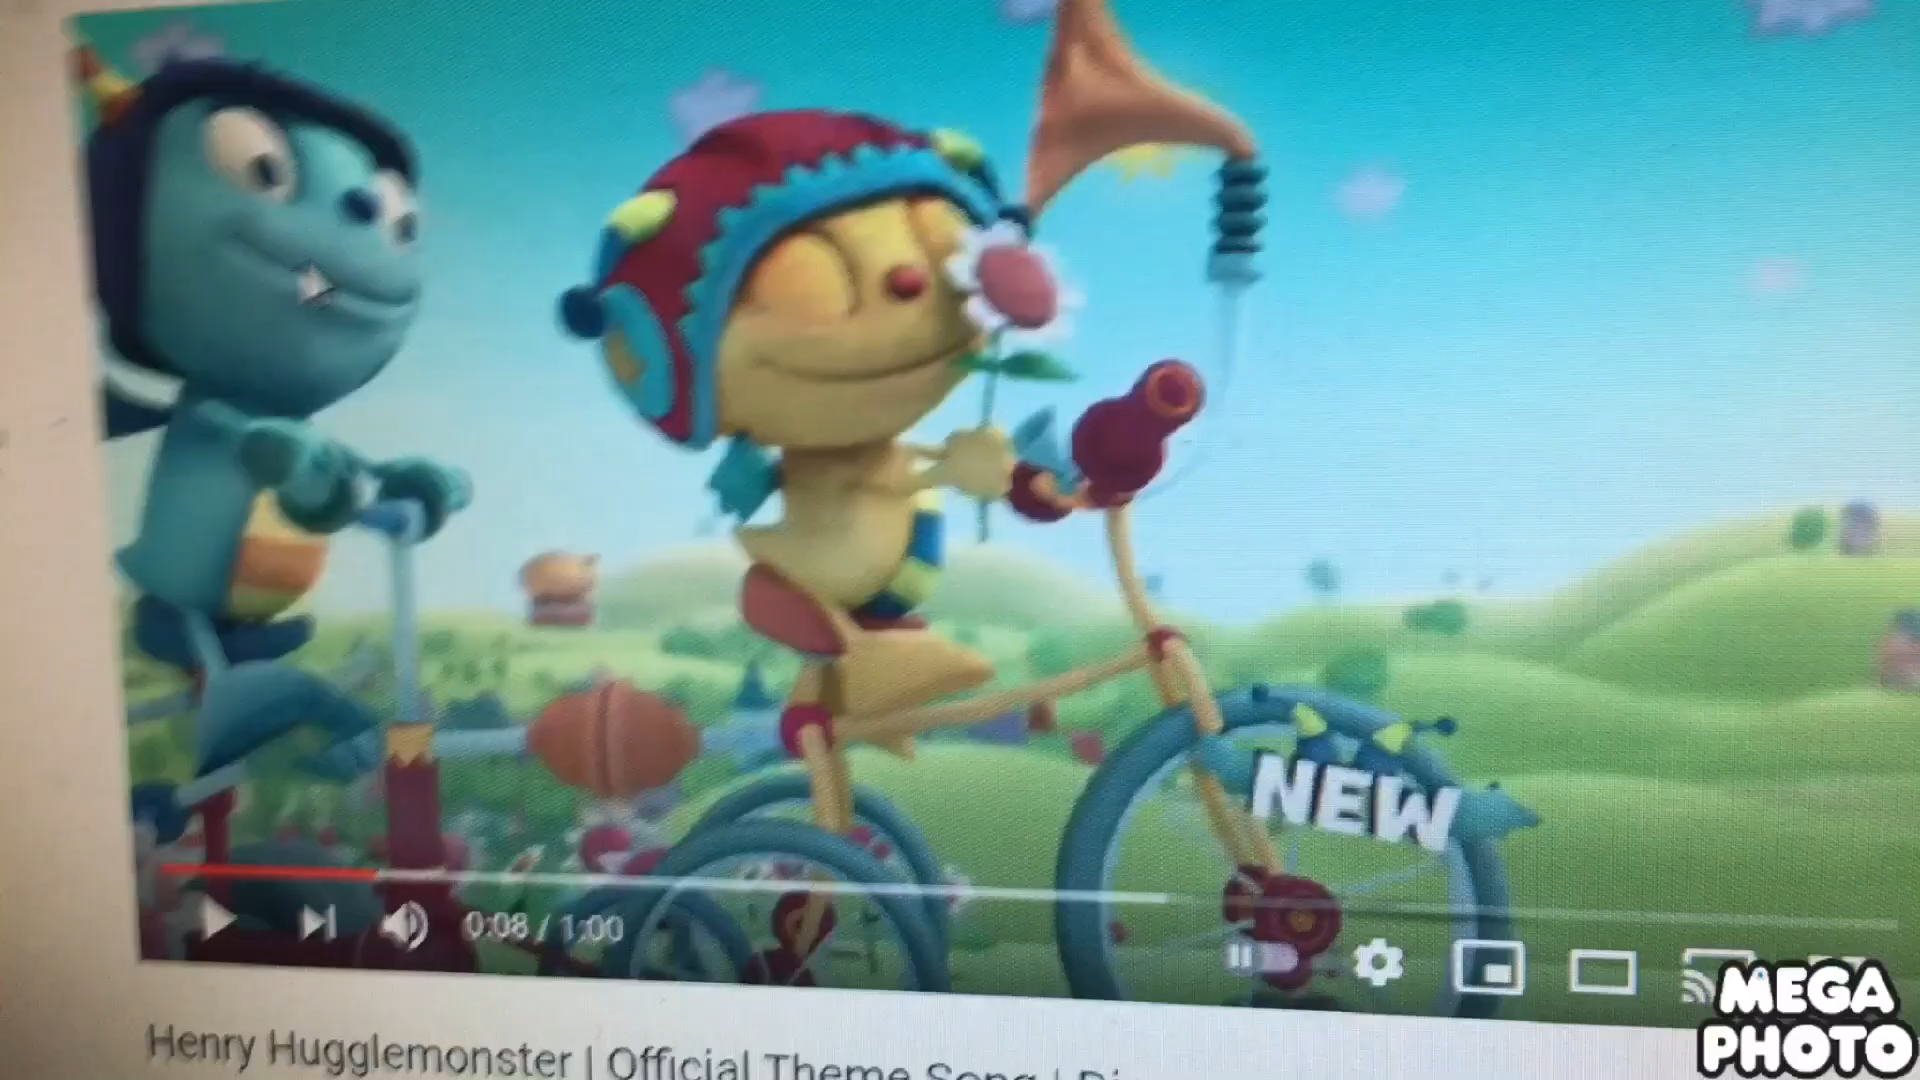 NEW
0:08 / 1:00
MEGA
PHOTO
Henry Hugglemonster | Official Theme Song |